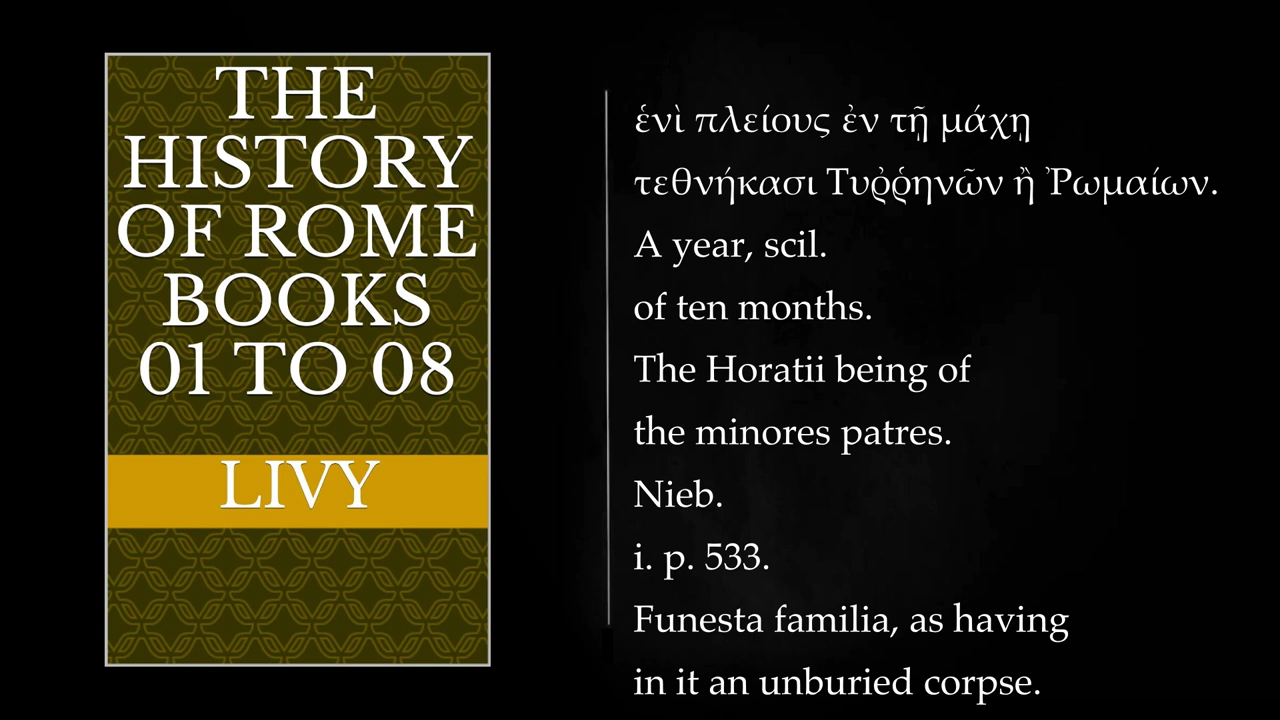 THE
HISTORY
OF ROME
BOOKS
01 TO 08
LIVY
ἑνὶ πλείους ἐν τῇ μάχῃ
τεθνήκασι Τυῤῥηνῶν ἢ Ῥωμαίων.
A year, scil.
of ten months.
The Horatii being of
the minores patres.
Nieb.
i. p. 533.
Funesta familia, as having
in it an unburied corpse.